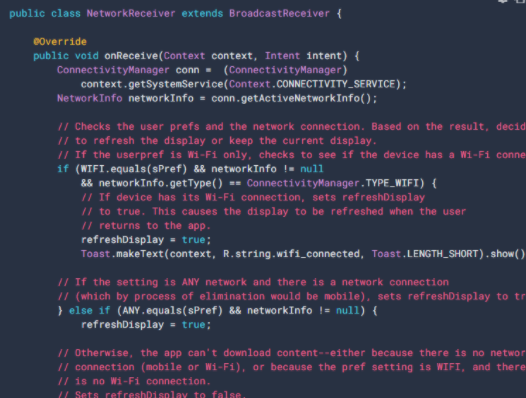 public class NetworkReceiver extends BroadcastReceiver {
@Override
public void onReceive(Context context, Intent intent) {
ConnectivityManager conn = (ConnectivityManager)
context.getSystemService(Context.CONNECTIVITY_SERVICE);
NetworkInfo networkInfo = conn.getActiveNetworkInfo();
// Checks the user prefs and the network connection. Based on the result, decid
// to refresh the display or keep the current display.
// If the userpref is Wi-Fi only, checks to see if the device has a Wi-Fi conne
if (WIFI.equals(sPref) && networkInfo != null
&& networkInfo.getType() == ConnectivityManager.TYPE_WIFI) {
// If device has its Wi-Fi connection, sets refreshDisplay
// to true. This causes the display to be refreshed when the user
// returns to the app.
refreshDisplay = true;
Toast.makeText(context, R.string.wifi_connected, Toast.LENGTH_SHORT).show()
// If the setting is ANY network and there is a network connection
// (which by process of elimination would be mobile), sets refreshDisplay to tr
} else if (ANY.equals(sPref) && networkInfo != null) {
refreshDisplay = true;
// Otherwise, the app can't download content--either because there is no networ
// connection (mobile or Wi-Fi), or because the pref setting is WIFI, and there
// is no Wi-Fi connection.
// Sets refreshDisplay to false.